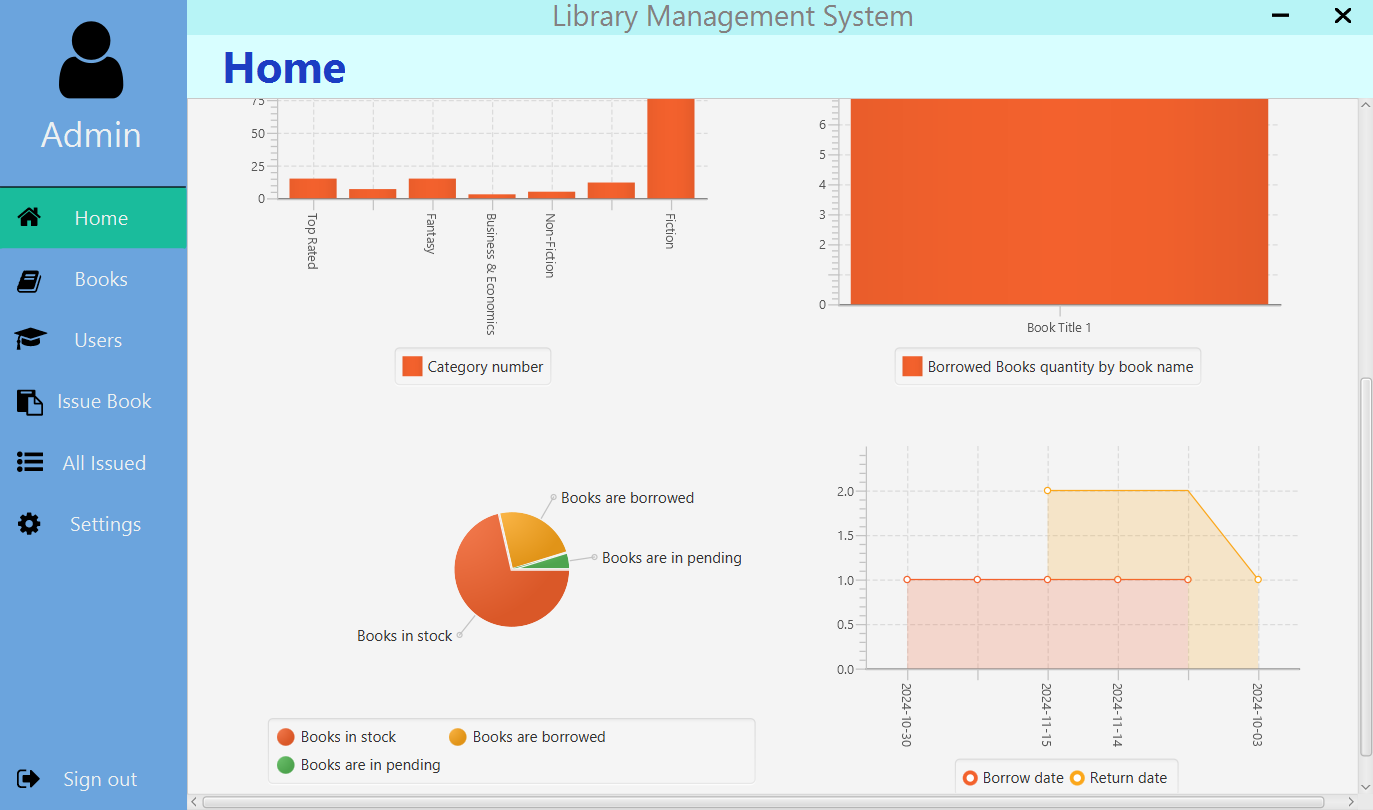 Library Management System
Home
Admin
Home
Books
Users
Issue Book
All Issued
Settings
Sign out
75
50
25
0
Top Rated
Fantasy
Business & Economics
Non-Fiction
Fiction
Category number
6
5
4
3
2
0
Book Title 1
Borrowed Books quantity by book name
Books are borrowed
Books are in pending
Books in stock
Books in stock
Books are borrowed
Books are in pending
2.0
1.5
1.0
0.5
0.0
2024-10-30
2024-11-15
2024-11-14
2024-10-03
Borrow date
Return date